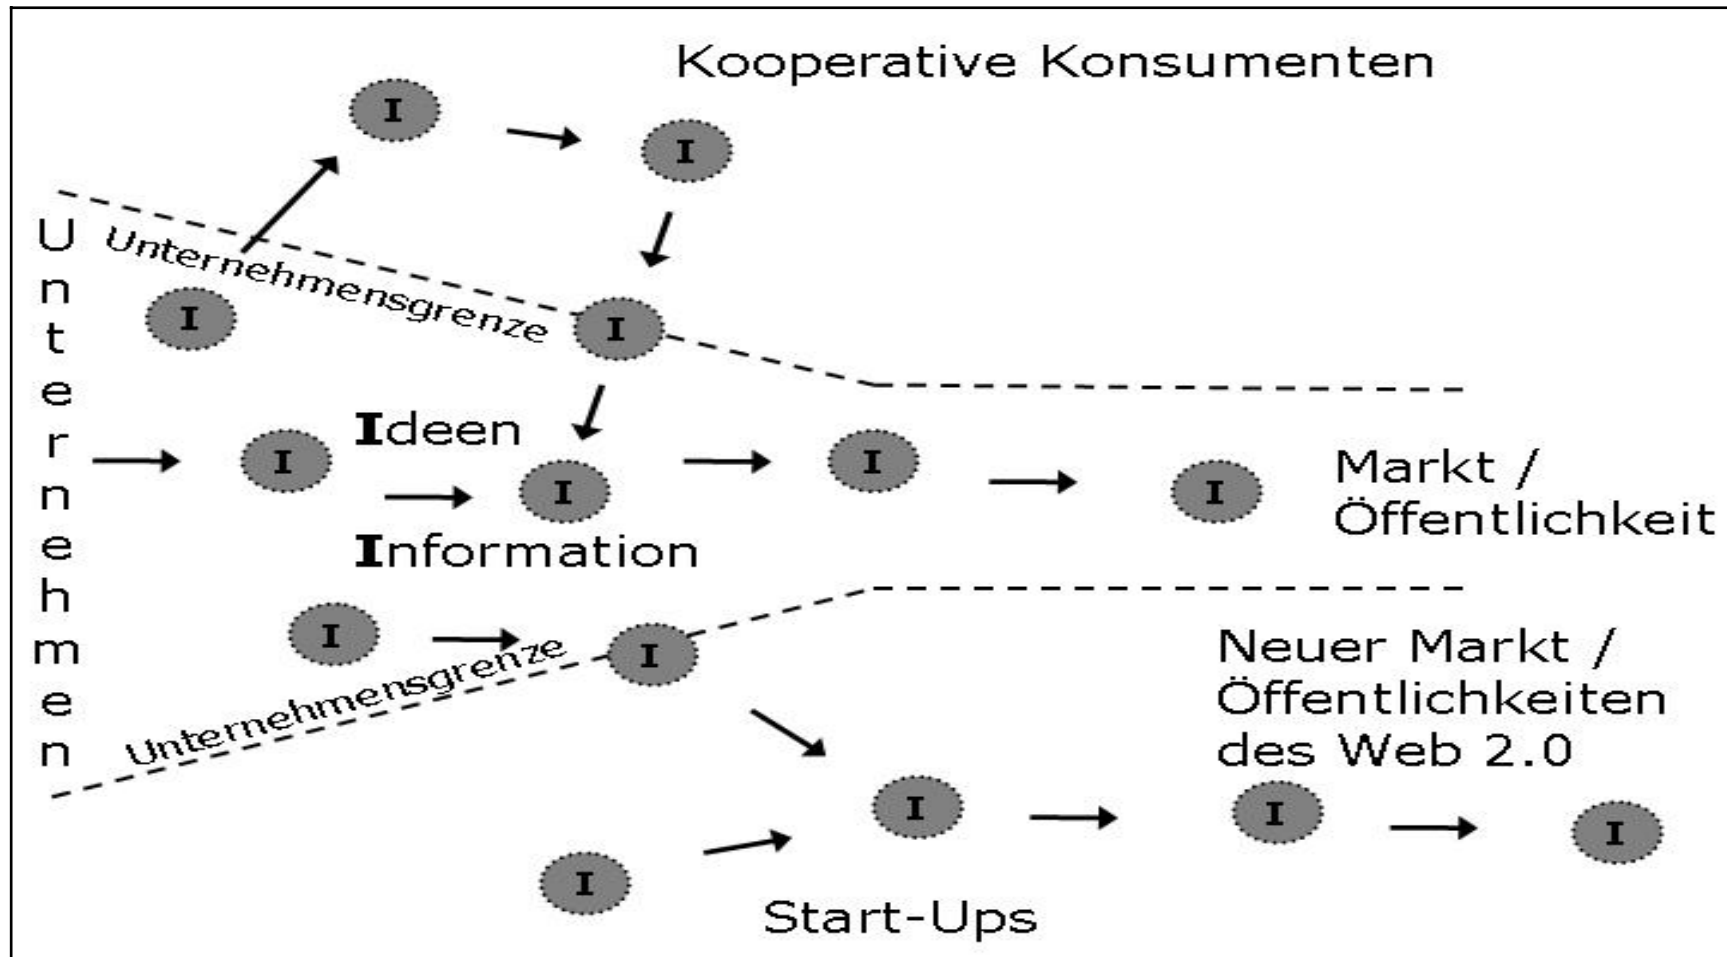 Kooperative Konsumenten
I
I
Unternehmen
Unternehmensgrenze
I
I
Ideen
I
I
I
I
Markt /
Öffentlichkeit
Information
I
I
Unternehmensgrenze
Neuer Markt /
Öffentlichkeiten
des Web 2.0
I
I
I
I
Start-Ups